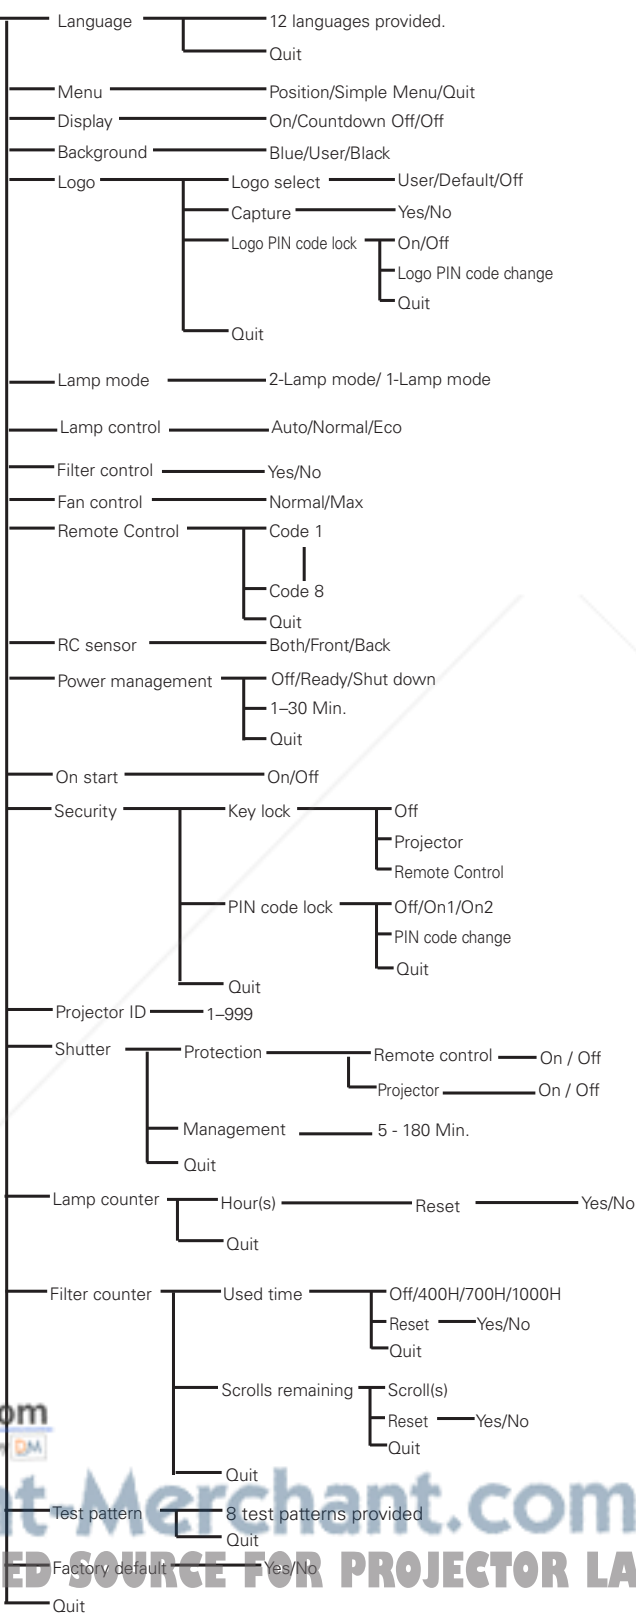 Language 12 languages provided.
Quit
Menu Position/Simple Menu/Quit
Display On/Countdown Off/Off
Background Blue/User/Black
Logo Logo select User/Default/Off
Capture Yes/No
Logo PIN code lock On/Off
Logo PIN code change
Quit
Quit
Lamp mode 2-Lamp mode/ 1-Lamp mode
Lamp control Auto/Normal/Eco
Filter control Yes/No
Fan control Normal/Max
Remote Control Code 1
Code 8
Quit
RC sensor Both/Front/Back
Power management Off/Ready/Shut down
1–30 Min.
Quit
On start On/Off
Security Key lock Off
Projector
Remote Control
PIN code lock Off/On1/On2
PIN code change
Quit
Quit
Projector ID 1–999
Shutter Protection Remote control On / Off
Projector On / Off
Management 5 - 180 Min.
Quit
Lamp counter Hour(s) Reset Yes/No
Quit
Filter counter Used time Off/400H/700H/1000H
Reset Yes/No
Quit
Scrolls remaining Scroll(s)
om
Reset Yes/No
DM
Quit
Quit
t-Merchant.com
Test pattern 8 test patterns provided
Quit
ED SOURCE FOR PROJECTOR LA
Factory default Yes/No
Quit